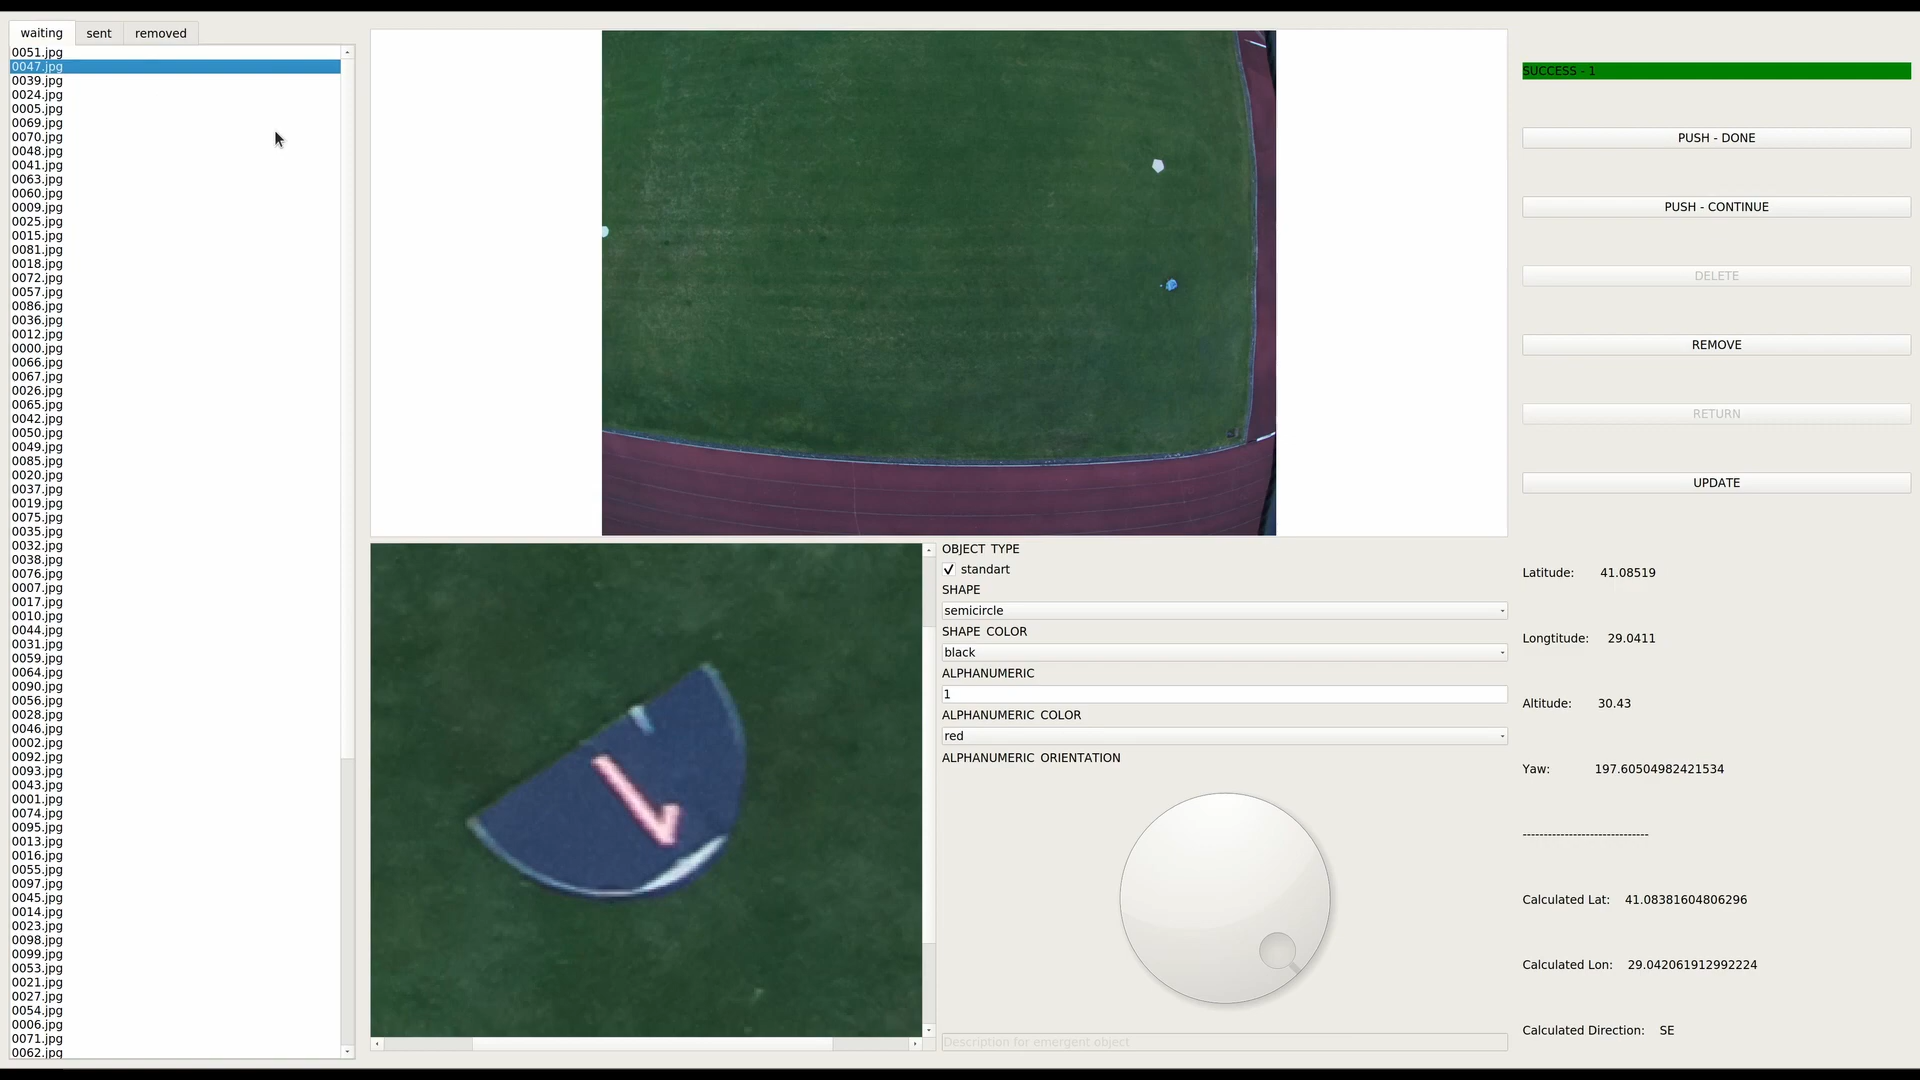 waiting sent removed
0051.jpg
0047.jpg
0039.jpg
0024.jpg
0005.jpg
0069.jpg
0070.jpg
0048.jpg
0041.jpg
0063.jpg
0060.jpg
0009.jpg
0025.jpg
0015.jpg
0081.jpg
0018.jpg
0072.jpg
0057.jpg
0086.jpg
0036.jpg
0012.jpg
0000.jpg
0066.jpg
0067.jpg
0026.jpg
0065.jpg
0042.jpg
0050.jpg
0049.jpg
0085.jpg
0020.jpg
0037.jpg
0019.jpg
0075.jpg
0035.jpg
0032.jpg
0038.jpg
0076.jpg
0007.jpg
0017.jpg
0010.jpg
0044.jpg
0031.jpg
0059.jpg
0064.jpg
0090.jpg
0056.jpg
0028.jpg
0046.jpg
0002.jpg
0092.jpg
0093.jpg
0043.jpg
0001.jpg
0074.jpg
0095.jpg
0013.jpg
0016.jpg
0055.jpg
0097.jpg
0045.jpg
0014.jpg
0023.jpg
0098.jpg
0099.jpg
0053.jpg
0021.jpg
0027.jpg
0054.jpg
0006.jpg
0071.jpg
0062.jpg
1
OBJECT TYPE
standart
SHAPE
semicircle
SHAPE COLOR
black
ALPHANUMERIC
1
ALPHANUMERIC COLOR
red
ALPHANUMERIC ORIENTATION
Description for emergent object
SUCCESS - 1
PUSH - DONE
PUSH - CONTINUE
DELETE
REMOVE
RETURN
UPDATE
Latitude: 41.08519
Longtitude: 29.0411
Altitude: 30.43
Yaw: 197.60504982421534
------------------------------
Calculated Lat: 41.08381604806296
Calculated Lon: 29.042061912992224
Calculated Direction: SE